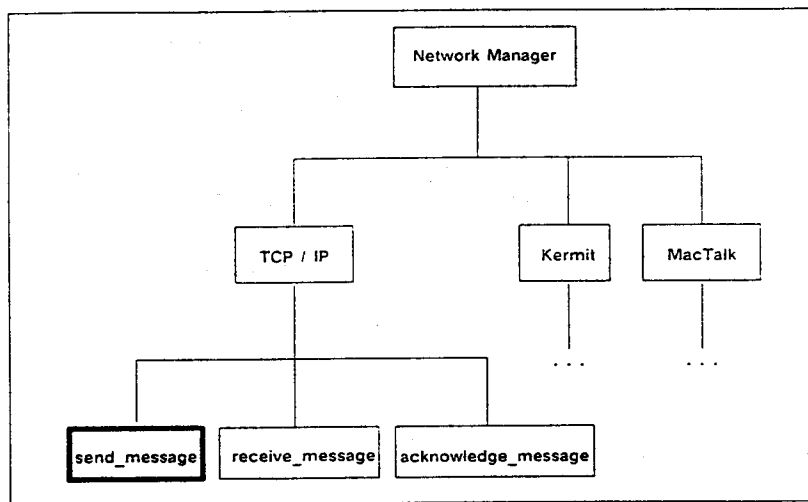 Network Manager
TCP / IP
Kermit
MacTalk
. . .
. . .
send_message
receive_message
acknowledge_message